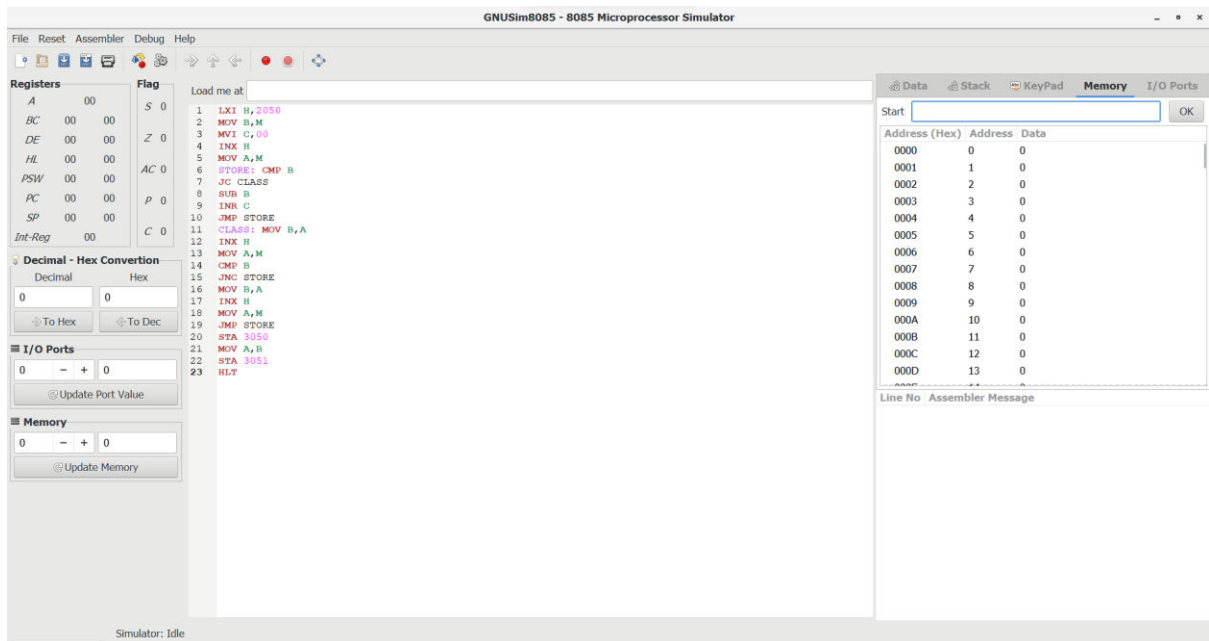 GNUSim8085 - 8085 Microprocessor Simulator
File Reset Assembler Debug Help
Registers
A 00
BC 00 00
DE 00 00
HL 00 00
PSW 00 00
PC 00 00
SP 00 00
Int-Reg 00
Flag
S 0
Z 0
AC 0
P 0
C 0
Decimal - Hex Convertion
Decimal Hex
0 0
To Hex To Dec
I/O Ports
0 − + 0
Update Port Value
Memory
0 − + 0
Update Memory
Load me at
1 LXI H,2050
2 MOV B,M
3 MVI C,00
4 INX H
5 MOV A,M
6 STORE: CMP B
7 JC CLASS
8 SUB B
9 INR C
10 JMP STORE
11 CLASS: MOV B,A
12 INX H
13 MOV A,M
14 CMP B
15 JNC STORE
16 MOV B,A
17 INX H
18 MOV A,M
19 JMP STORE
20 STA 3050
21 MOV A,B
22 STA 3051
23 HLT
Data Stack KeyPad Memory I/O Ports
Start OK
Address (Hex) Address Data
0000 0 0
0001 1 0
0002 2 0
0003 3 0
0004 4 0
0005 5 0
0006 6 0
0007 7 0
0008 8 0
0009 9 0
000A 10 0
000B 11 0
000C 12 0
000D 13 0
Line No Assembler Message
Simulator: Idle